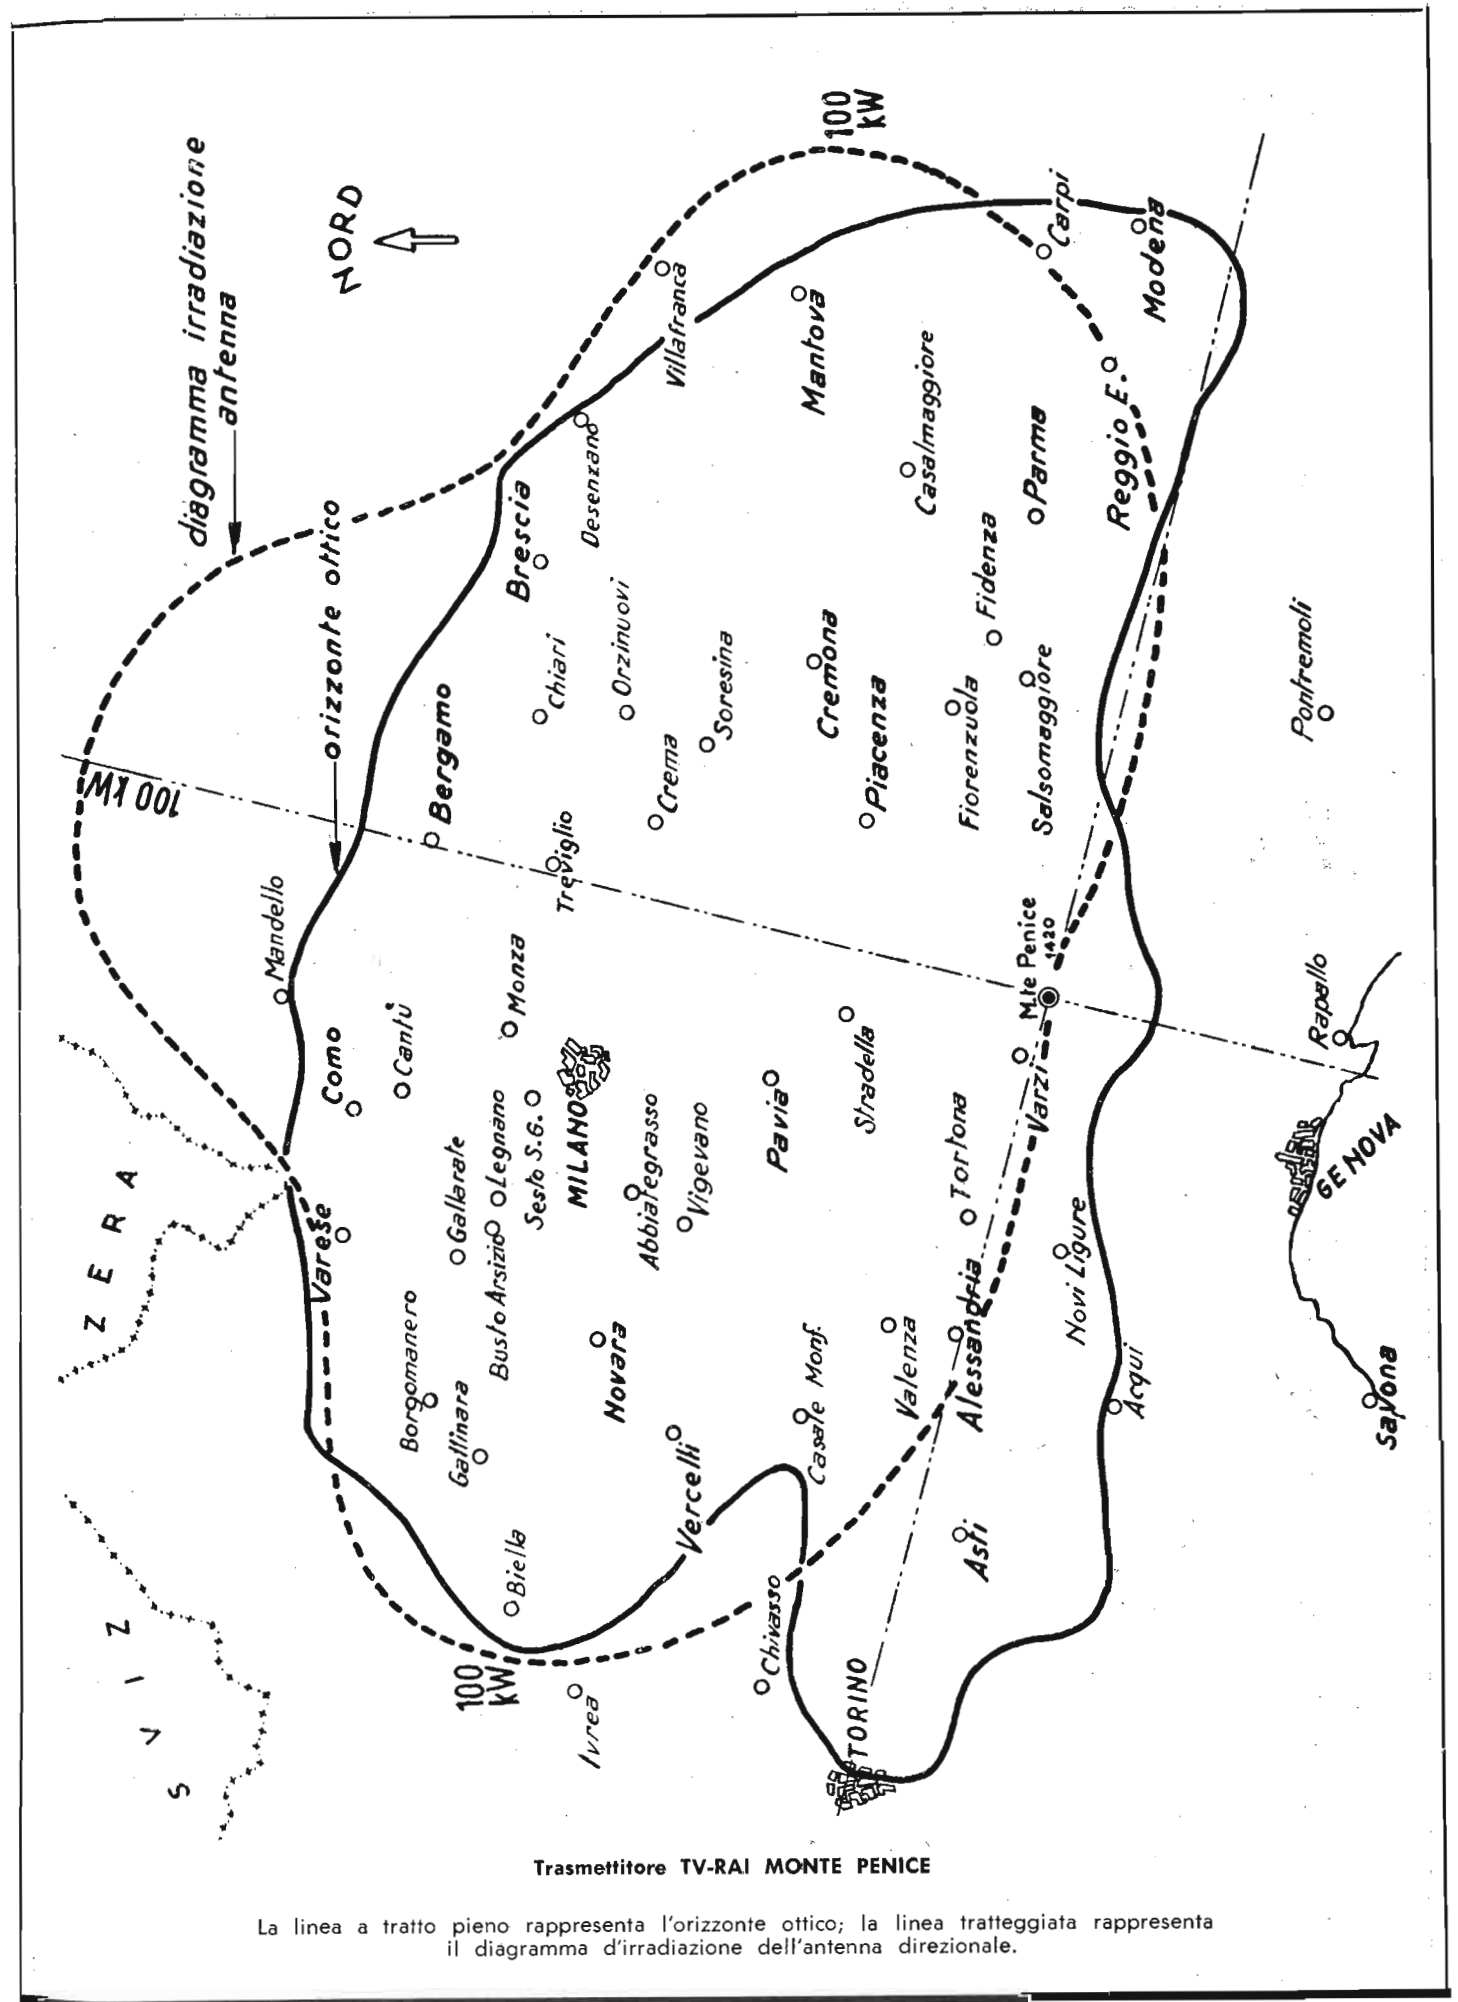 diagramma irradiazione
antenna
NORD
orizzonte ottico
100 kW
100
kW
100
kW
SVIZZERA
Mandello
Como
Cantù
Varese
Bergamo
Brescia
Desenzano
Villafranca
Mantova
Carpi
Modena
Reggio E.
Casalmaggiore
Parma
Fidenza
Salsomaggiore
Fiorenzuola
Piacenza
Cremona
Soresina
Orzinuovi
Chiari
Crema
Treviglio
Monza
MILANO
Sesto S.G.
Legnano
Busto Arsizio
Gallarate
Borgomanero
Gattinara
Biella
Ivrea
Novara
Vercelli
Abbiategrasso
Vigevano
Pavia
Stradella
M.te Penice
1420
Varzi
Tortona
Novi Ligure
Alessandria
Valenza
Casale Monf.
Chivasso
TORINO
Asti
Acqui
Savona
GENOVA
Rapallo
Pontremoli
Trasmettitore TV-RAI MONTE PENICE
La linea a tratto pieno rappresenta l'orizzonte ottico; la linea tratteggiata rappresenta
il diagramma d'irradiazione dell'antenna direzionale.